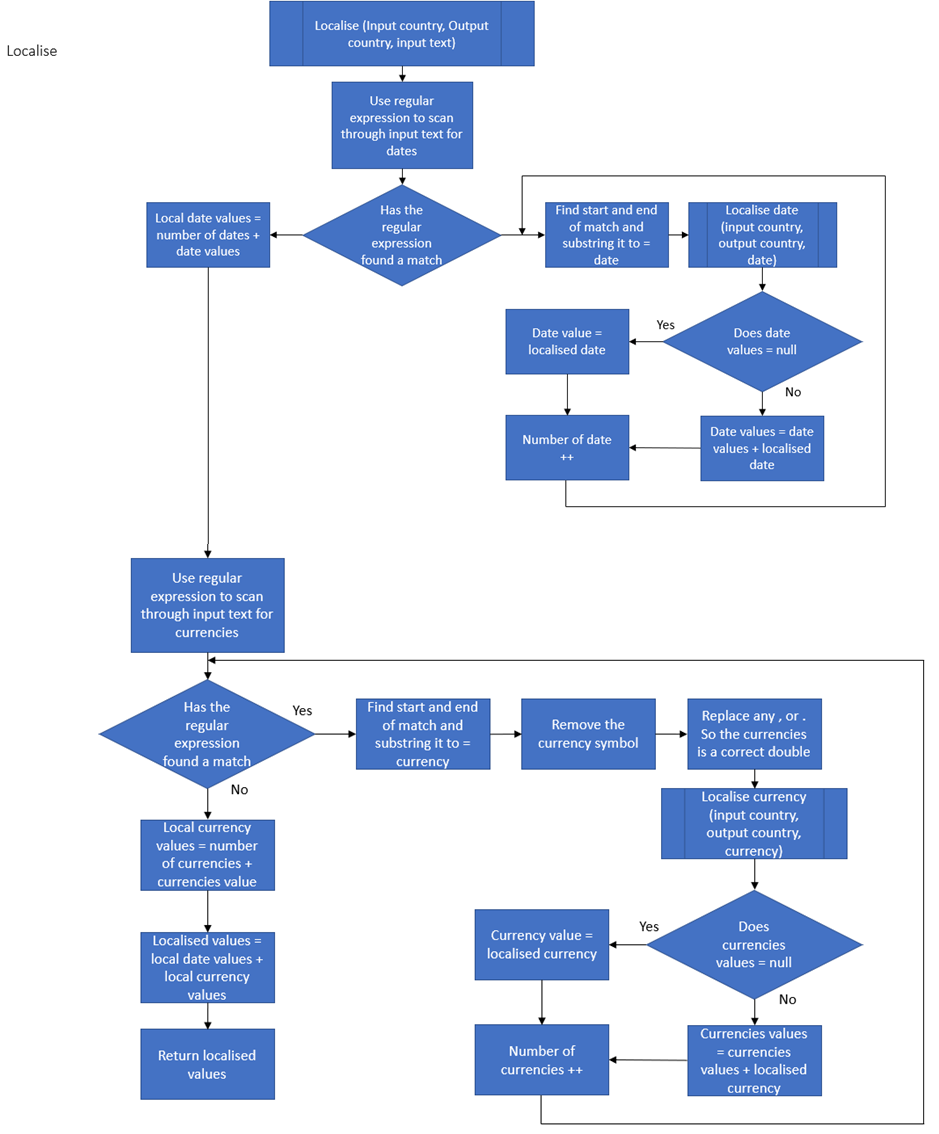 Localise
Localise (Input country, Output
country, input text)
Use regular
expression to scan
through input text for
dates
Has the
regular
expression
found a match
Local date values =
number of dates +
date values
Find start and end
of match and
substring it to =
date
Localise date
(input country,
output country,
date)
Does date
values = null
Yes
No
Date value =
localised date
Date values = date
values + localised
date
Number of date
++
Use regular
expression to scan
through input text for
currencies
Has the
regular
expression
found a match
Yes
No
Find start and end
of match and
substring it to =
currency
Remove the
currency symbol
Replace any , or .
So the currencies
is a correct double
Localise currency
(input country,
output country,
currency)
Does
currencies
values = null
Yes
No
Currency value =
localised currency
Currencies values
= currencies
values + localised
currency
Number of
currencies ++
Local currency
values = number
of currencies +
currencies value
Localised values =
local date values +
local currency
values
Return localised
values